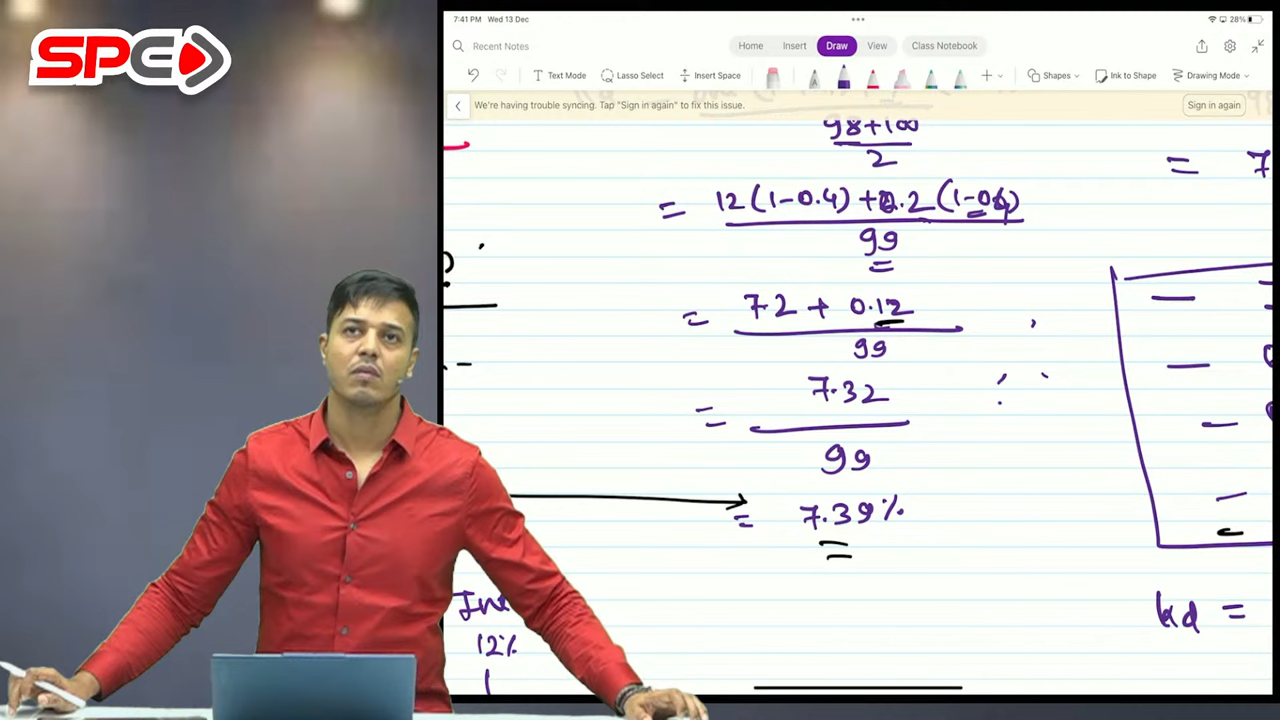 SPED
7:41 PM Wed 13 Dec
28%
Recent Notes
Home Insert Draw View Class Notebook
Text Mode Lasso Select Insert Space Shapes Ink to Shape Drawing Mode
We're having trouble syncing. Tap "Sign in again" to fix this issue. Sign in again
98+100
2
= 7
= 12(1-0.4)+0.2(1-0.4)
99
= 7.2 + 0.12
99
= 7.32
99
= 7.39%
Int
12%
kd =